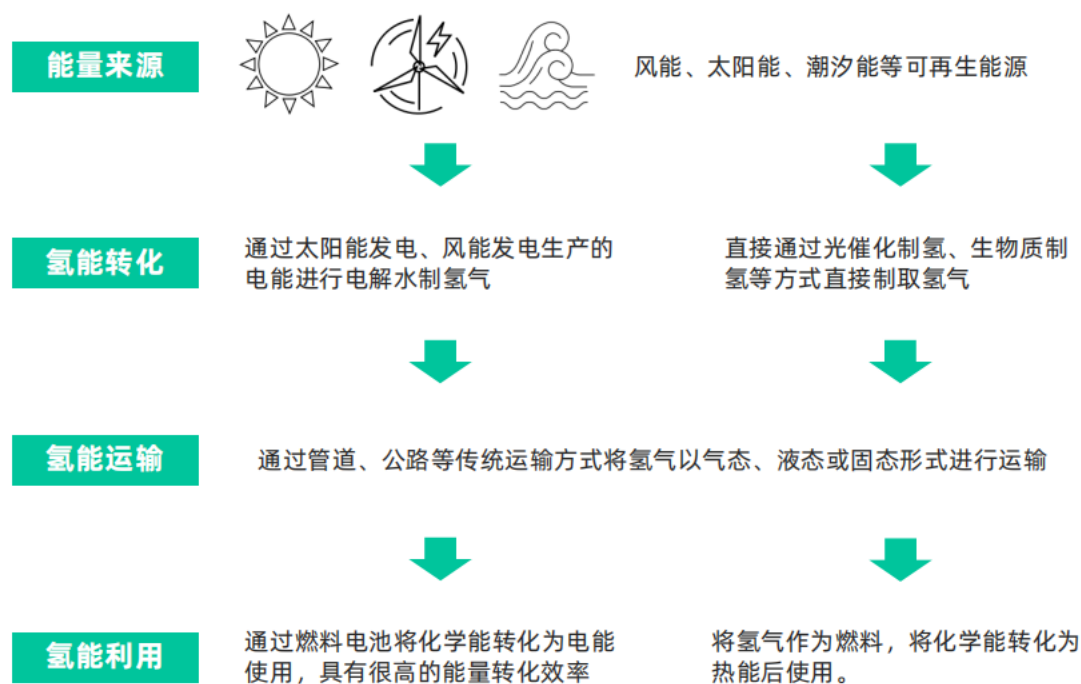 能量来源
风能、太阳能、潮汐能等可再生能源
氢能转化
通过太阳能发电、风能发电生产的
电能进行电解水制氢气
直接通过光催化制氢、生物质制
氢等方式直接制取氢气
氢能运输
通过管道、公路等传统运输方式将氢气以气态、液态或固态形式进行运输
氢能利用
通过燃料电池将化学能转化为电能
使用，具有很高的能量转化效率
将氢气作为燃料，将化学能转化为
热能后使用。